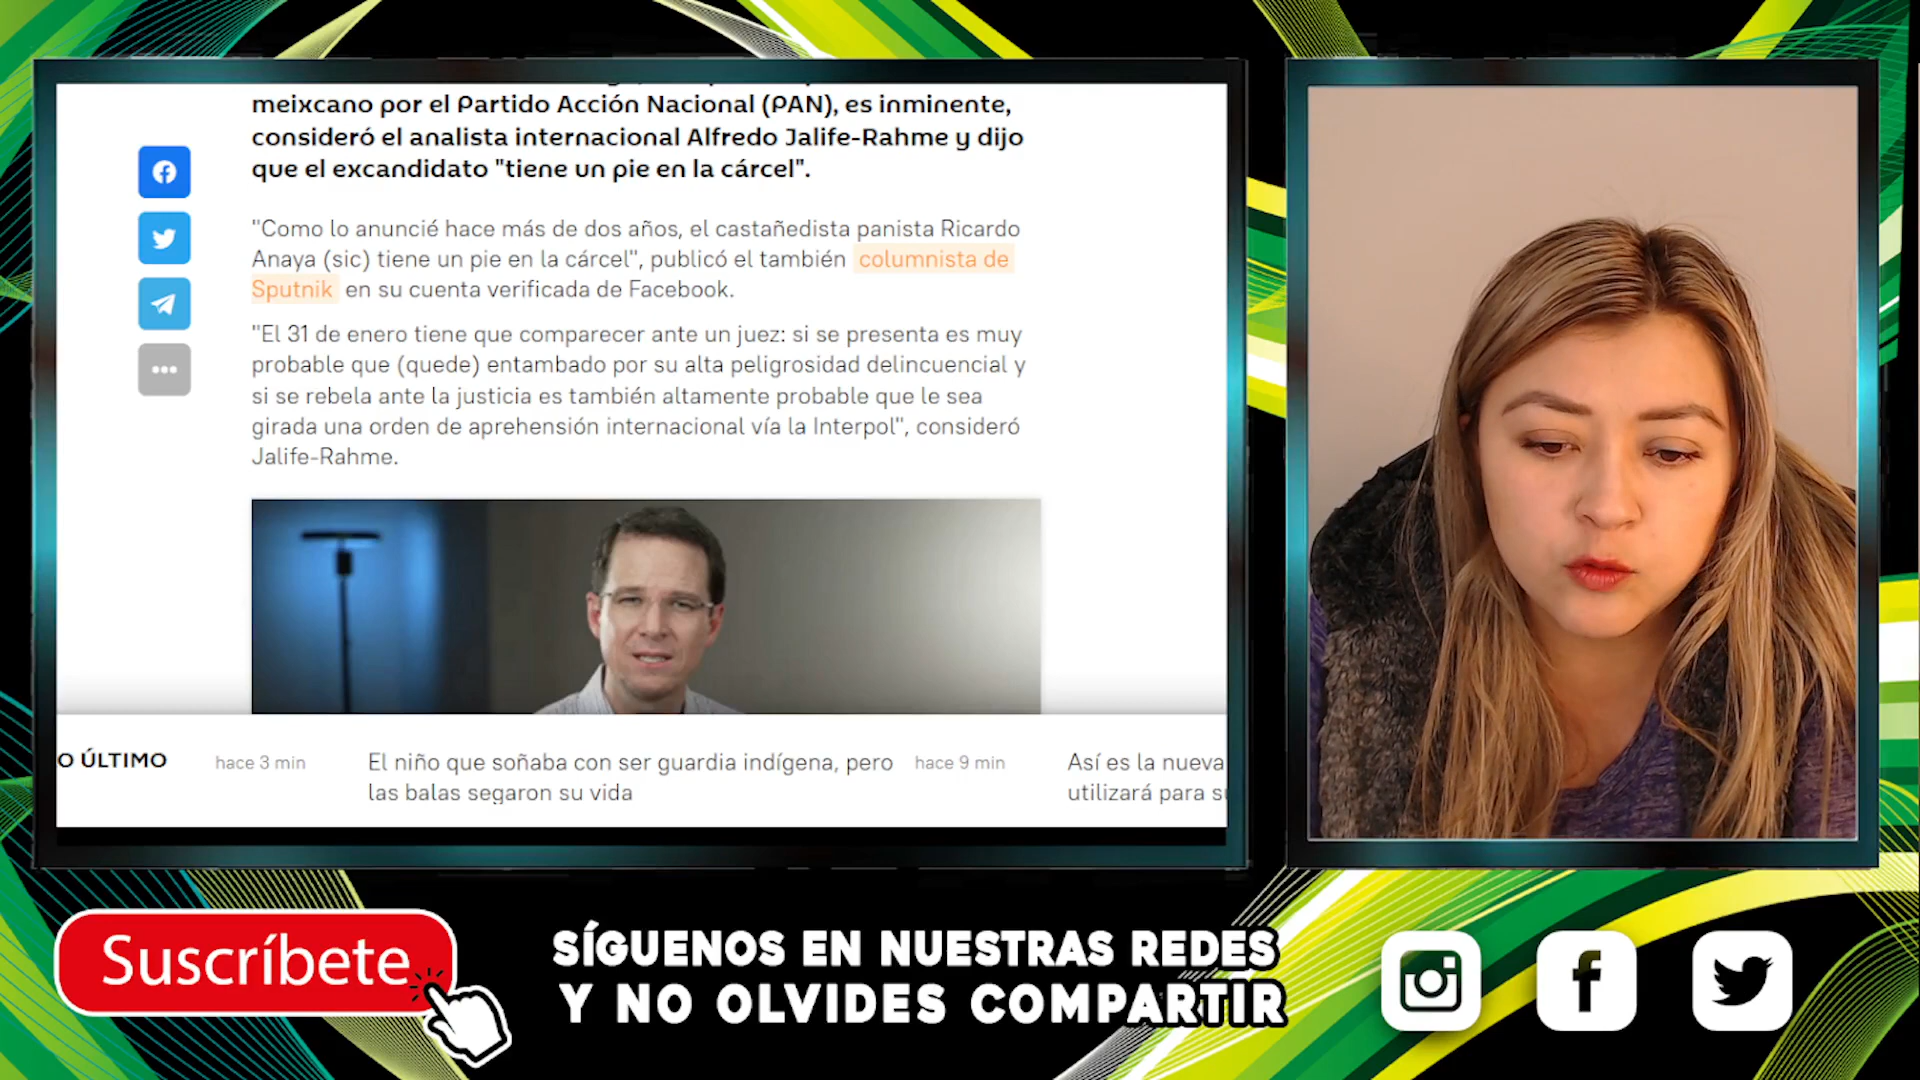 meixcano por el Partido Acción Nacional (PAN), es inminente,
consideró el analista internacional Alfredo Jalife-Rahme y dijo
que el excandidato "tiene un pie en la cárcel".
"Como lo anuncié hace más de dos años, el castañedista panista Ricardo
Anaya (sic) tiene un pie en la cárcel", publicó el también columnista de
Sputnik en su cuenta verificada de Facebook.
"El 31 de enero tiene que comparecer ante un juez: si se presenta es muy
probable que (quede) entambado por su alta peligrosidad delincuencial y
si se rebela ante la justicia es también altamente probable que le sea
girada una orden de aprehensión internacional vía la Interpol", consideró
Jalife-Rahme.
O ÚLTIMO
hace 3 min
El niño que soñaba con ser guardia indígena, pero
las balas segaron su vida
hace 9 min
Así es la nueva
utilizará para
Suscríbete
SÍGUENOS EN NUESTRAS REDES
Y NO OLVIDES COMPARTIR